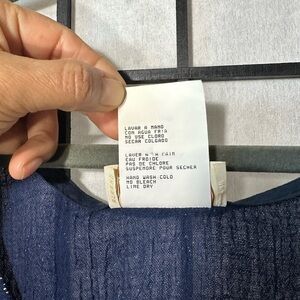 LAVAR A MANO
CON AGUA FRIA
NO USE CLORO
SECAR COLGADO
LAVER A LA MAIN
EAU FROIDE
PAS DE CHLORE
SUSPENDRE POUR SECHER
HAND WASH COLD
NO BLEACH
LINE DRY